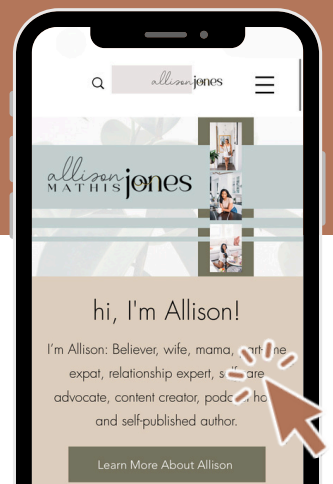 allison jones
allison
MATHIS jones
hi, I'm Allison!
I'm Allison: Believer, wife, mama,
expat, relationship expert,
advocate, content creator,
and self-published author.
Learn More About Allison